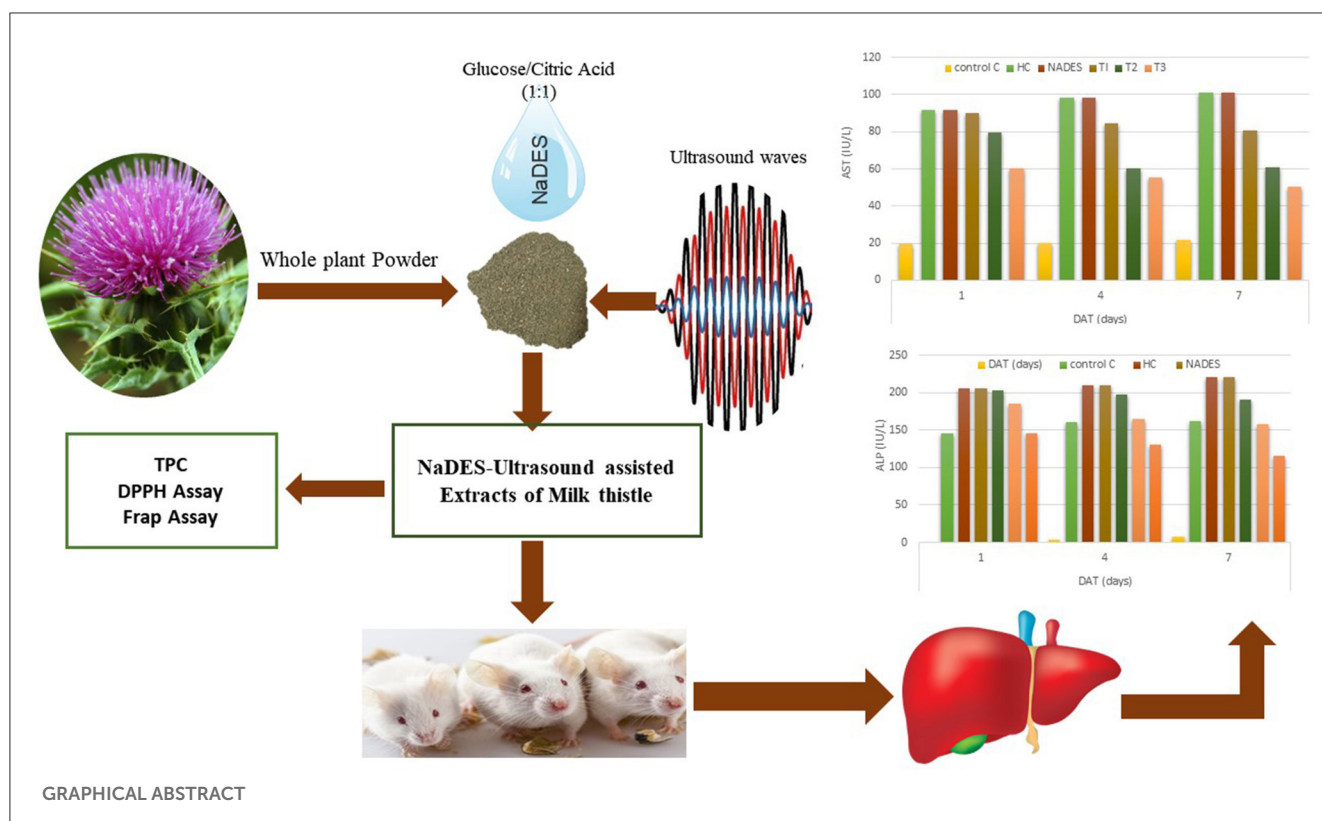 Glucose/Citric Acid
(1:1)
NaDES
Whole plant Powder
Ultrasound waves
NaDES-Ultrasound assisted
Extracts of Milk thistle
TPC
DPPH Assay
Frap Assay
120
100
80
60
40
20
0
AST (IU/L)
control C HC NADES T1 T2 T3
1 4 7
DAT (days)
250
200
150
100
50
0
ALP (IU/L)
DAT (days) control C HC NADES
1 4 7
DAT (days)
GRAPHICAL ABSTRACT